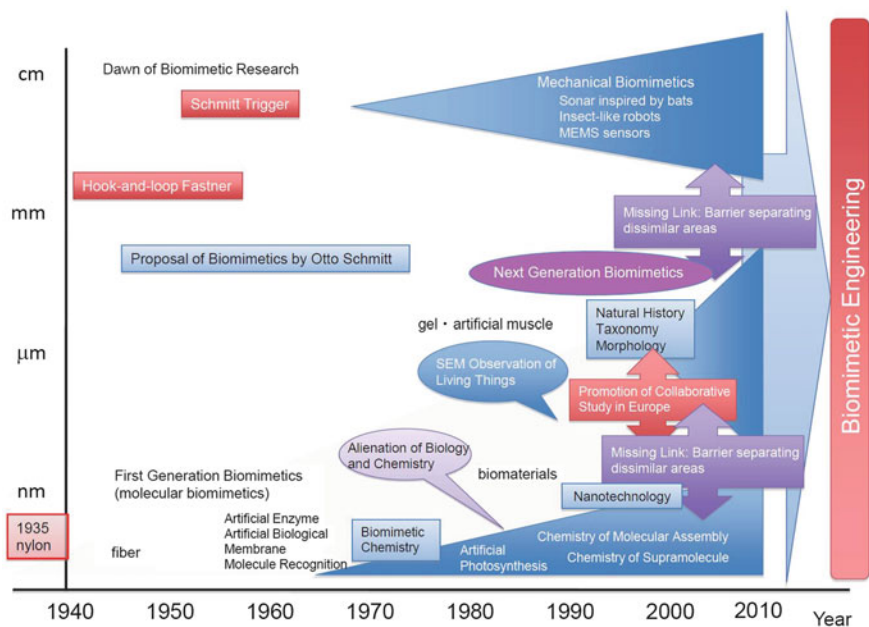 cm
Dawn of Biomimetic Research
Schmitt Trigger
Mechanical Biomimetics
Sonar inspired by bats
Insect-like robots
MEMS sensors
Hook-and-loop Fastner
mm
Missing Link: Barrier separating
dissimilar areas
Proposal of Biomimetics by Otto Schmitt
Next Generation Biomimetics
gel・artificial muscle
Natural History
Taxonomy
Morphology
μm
SEM Observation of
Living Things
Promotion of Collaborative
Study in Europe
Alienation of Biology
and Chemistry
Missing Link: Barrier separating
dissimilar areas
First Generation Biomimetics
(molecular biomimetics)
biomaterials
nm
Nanotechnology
1935
nylon
fiber
Artificial Enzyme
Artificial Biological
Membrane
Molecule Recognition
Biomimetic
Chemistry
Artificial
Photosynthesis
Chemistry of Molecular Assembly
Chemistry of Supramolecule
Biomimetic Engineering
1940 1950 1960 1970 1980 1990 2000 2010 Year